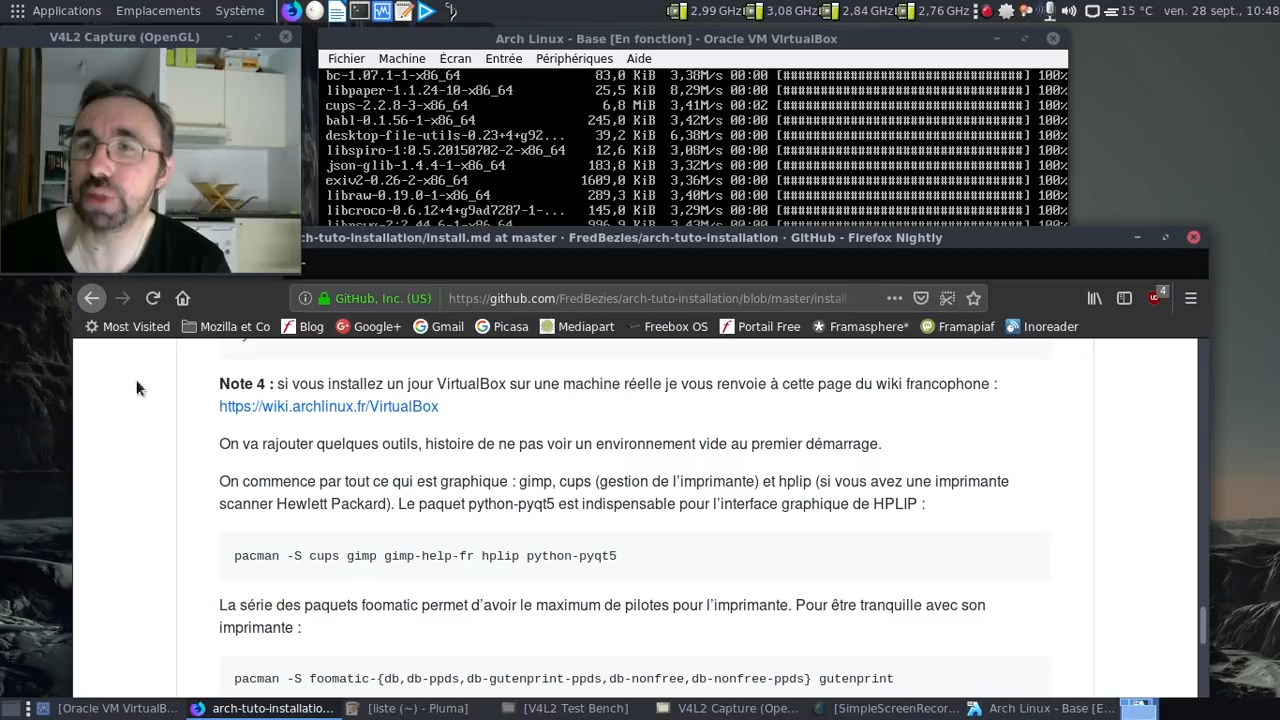 Applications Emplacements Système 2,99 GHz 3,08 GHz 2,84 GHz 2,76 GHz 15 °C ven. 28 sept., 10:48
V4L2 Capture (OpenGL)
Arch Linux - Base [En fonction] - Oracle VM VirtualBox
Fichier Machine Écran Entrée Périphériques Aide
bc-1.07.1-1-x86_64 83,0 KiB 3,38M/s 00:00 [################################] 100%
libpaper-1.1.24-10-x86_64 25,5 KiB 8,29M/s 00:00 [################################] 100%
cups-2.2.8-3-x86_64 6,8 MiB 3,41M/s 00:02 [################################] 100%
babl-0.1.56-1-x86_64 245,0 KiB 3,42M/s 00:00 [################################] 100%
desktop-file-utils-0.23+4+g92... 39,2 KiB 6,38M/s 00:00 [################################] 100%
libspiro-1:0.5.20150702-2-x86_64 12,6 KiB 3,08M/s 00:00 [################################] 100%
json-glib-1.4.4-1-x86_64 183,8 KiB 3,32M/s 00:00 [################################] 100%
exiv2-0.26-2-x86_64 1609,0 KiB 3,36M/s 00:00 [################################] 100%
libraw-0.19.0-1-x86_64 289,3 KiB 3,40M/s 00:00 [################################] 100%
libcroco-0.6.12+4+g9ad7287-1-... 145,0 KiB 3,29M/s 00:00 [################################] 100%
ch-tuto-installation/install.md at master · FredBezies/arch-tuto-installation · GitHub - Firefox Nightly
GitHub, Inc. (US) https://github.com/FredBezies/arch-tuto-installation/blob/master/install 4
Most Visited Mozilla et Co Blog Google+ Gmail Picasa Mediapart Freebox OS Portail Free Framasphere* Framapiaf Inoreader
Note 4 : si vous installez un jour VirtualBox sur une machine réelle je vous renvoie à cette page du wiki francophone :
https://wiki.archlinux.fr/VirtualBox
On va rajouter quelques outils, histoire de ne pas voir un environnement vide au premier démarrage.
On commence par tout ce qui est graphique : gimp, cups (gestion de l'imprimante) et hplip (si vous avez une imprimante
scanner Hewlett Packard). Le paquet python-pyqt5 est indispensable pour l'interface graphique de HPLIP :
pacman -S cups gimp gimp-help-fr hplip python-pyqt5
La série des paquets foomatic permet d'avoir le maximum de pilotes pour l'imprimante. Pour être tranquille avec son
imprimante :
pacman -S foomatic-{db,db-ppds,db-gutenprint-ppds,db-nonfree,db-nonfree-ppds} gutenprint
[Oracle VM VirtualB... arch-tuto-installatio... [liste (~) - Pluma] [V4L2 Test Bench] V4L2 Capture (Ope... [SimpleScreenRecor... Arch Linux - Base [E...